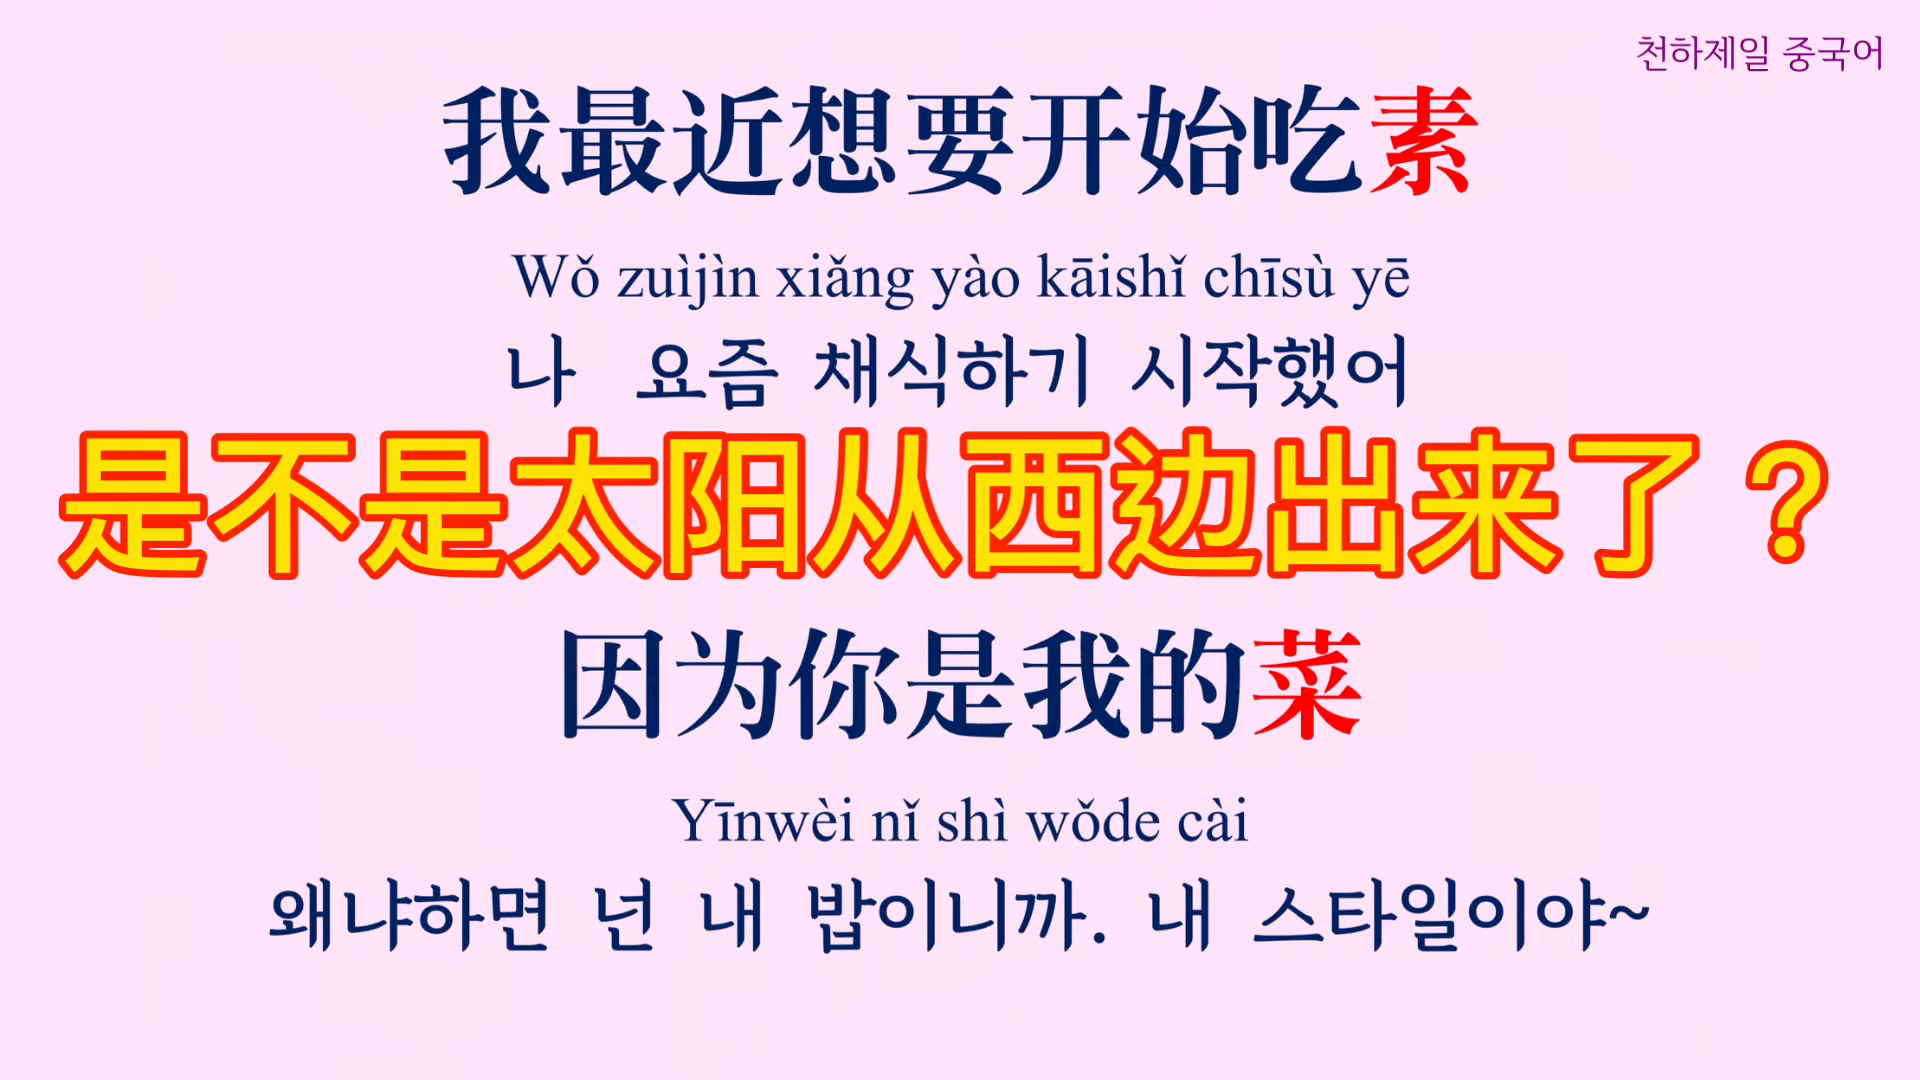 천하제일 중국어
我最近想要开始吃素
Wǒ zuìjìn xiǎng yào kāishǐ chīsù yē
나 요즘 채식하기 시작했어
是不是太阳从西边出来了？
因为你是我的菜
Yīnwèi nǐ shì wǒde cài
왜냐하면 넌 내 밥이니까. 내 스타일이야~